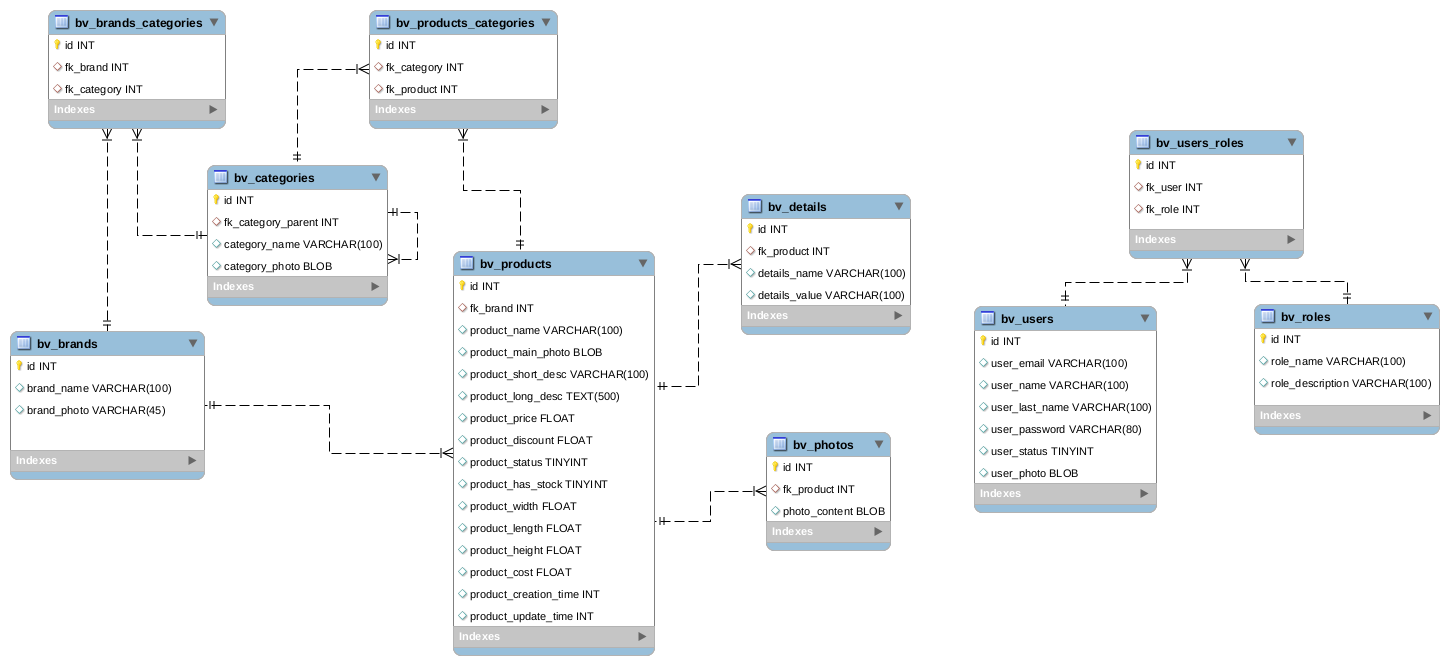 bv_brands_categories
id INT
fk_brand INT
fk_category INT
Indexes
bv_products_categories
id INT
fk_category INT
fk_product INT
Indexes
bv_categories
id INT
fk_category_parent INT
category_name VARCHAR(100)
category_photo BLOB
Indexes
bv_brands
id INT
brand_name VARCHAR(100)
brand_photo VARCHAR(45)
Indexes
bv_products
id INT
fk_brand INT
product_name VARCHAR(100)
product_main_photo BLOB
product_short_desc VARCHAR(100)
product_long_desc TEXT(500)
product_price FLOAT
product_discount FLOAT
product_status TINYINT
product_has_stock TINYINT
product_width FLOAT
product_length FLOAT
product_height FLOAT
product_cost FLOAT
product_creation_time INT
product_update_time INT
Indexes
bv_details
id INT
fk_product INT
details_name VARCHAR(100)
details_value VARCHAR(100)
Indexes
bv_photos
id INT
fk_product INT
photo_content BLOB
Indexes
bv_users_roles
id INT
fk_user INT
fk_role INT
Indexes
bv_users
id INT
user_email VARCHAR(100)
user_name VARCHAR(100)
user_last_name VARCHAR(100)
user_password VARCHAR(80)
user_status TINYINT
user_photo BLOB
Indexes
bv_roles
id INT
role_name VARCHAR(100)
role_description VARCHAR(100)
Indexes